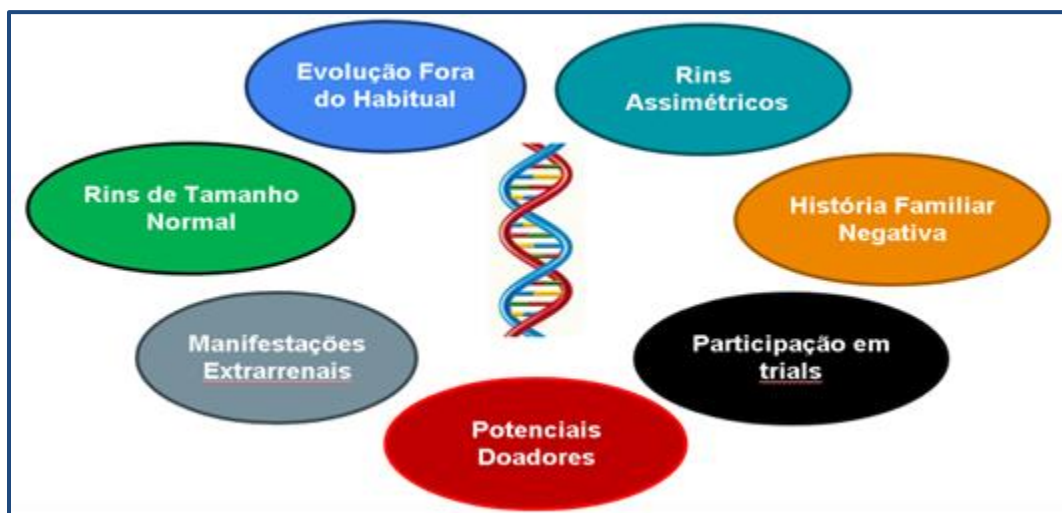 Evolução Fora
do Habitual
Rins
Assimétricos
Rins de Tamanho
Normal
História Familiar
Negativa
Manifestações
Extrarrenais
Participação em
trials
Potenciais
Doadores